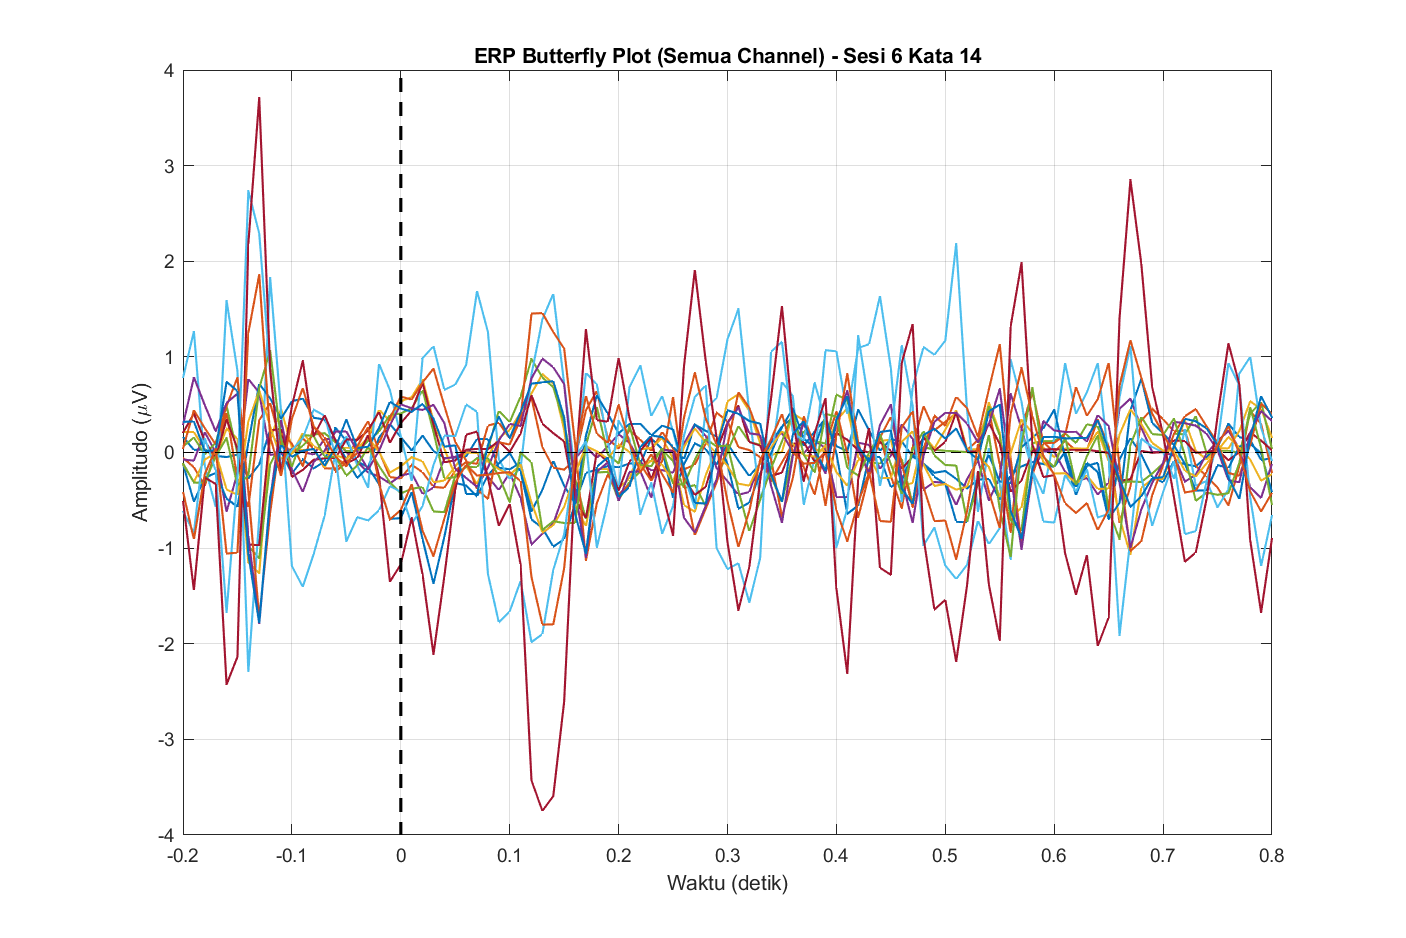 ERP Butterfly Plot (Semua Channel) - Sesi 6 Kata 14
Amplitudo (μV)
4
3
2
1
0
-1
-2
-3
-4
-0.2 -0.1 0 0.1 0.2 0.3 0.4 0.5 0.6 0.7 0.8
Waktu (detik)